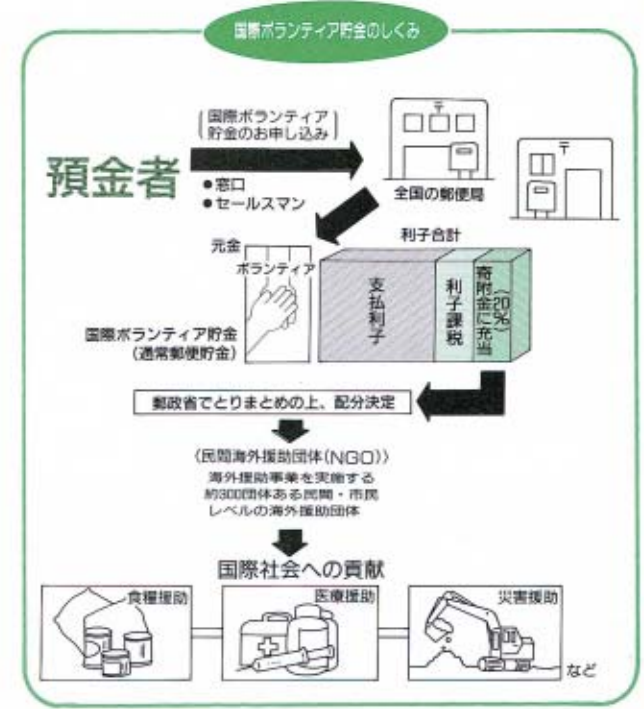 国際ボランティア貯金のしくみ
国際ボランティア
貯金のお申し込み
預金者
●窓口
●セールスマン
〒
〒
全国の郵便局
元金
ボランティア
利子合計
支払利子
利子課税
寄附金に充当
(20%)
国際ボランティア貯金
(通常郵便貯金)
郵政省でとりまとめの上、配分決定
〈民間海外援助団体(NGO)〉
海外援助事業を実施する
約300団体ある民間・市民
レベルの海外援助団体
国際社会への貢献
食糧援助
医療援助
災害援助
など